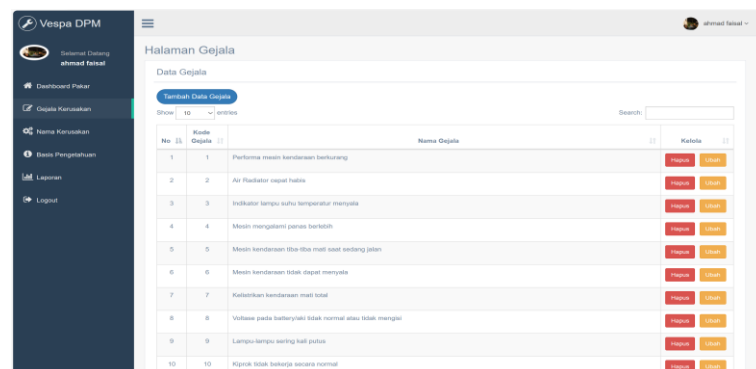 Vespa DPM
ahmad faisal
Selamat Datang
ahmad faisal
Dashboard Pakar
Gejala Kerusakan
Nama Kerusakan
Basis Pengetahuan
Laporan
Logout
Halaman Gejala
Data Gejala
Tambah Data Gejala
Show 10 entries
Search:
No Kode Gejala Nama Gejala Kelola
1 1 Performa mesin kendaraan berkurang Hapus Ubah
2 2 Air Radiator cepat habis Hapus Ubah
3 3 Indikator lampu suhu temperatur menyala Hapus Ubah
4 4 Mesin mengalami panas berlebih Hapus Ubah
5 5 Mesin kendaraan tiba-tiba mati saat sedang jalan Hapus Ubah
6 6 Mesin kendaraan tidak dapat menyala Hapus Ubah
7 7 Kelistrikan kendaraan mati total Hapus Ubah
8 8 Voltase pada battery/aki tidak normal atau tidak mengisi Hapus Ubah
9 9 Lampu-lampu sering kali putus Hapus Ubah
10 10 Kiprok tidak bekerja secara normal Hapus Ubah